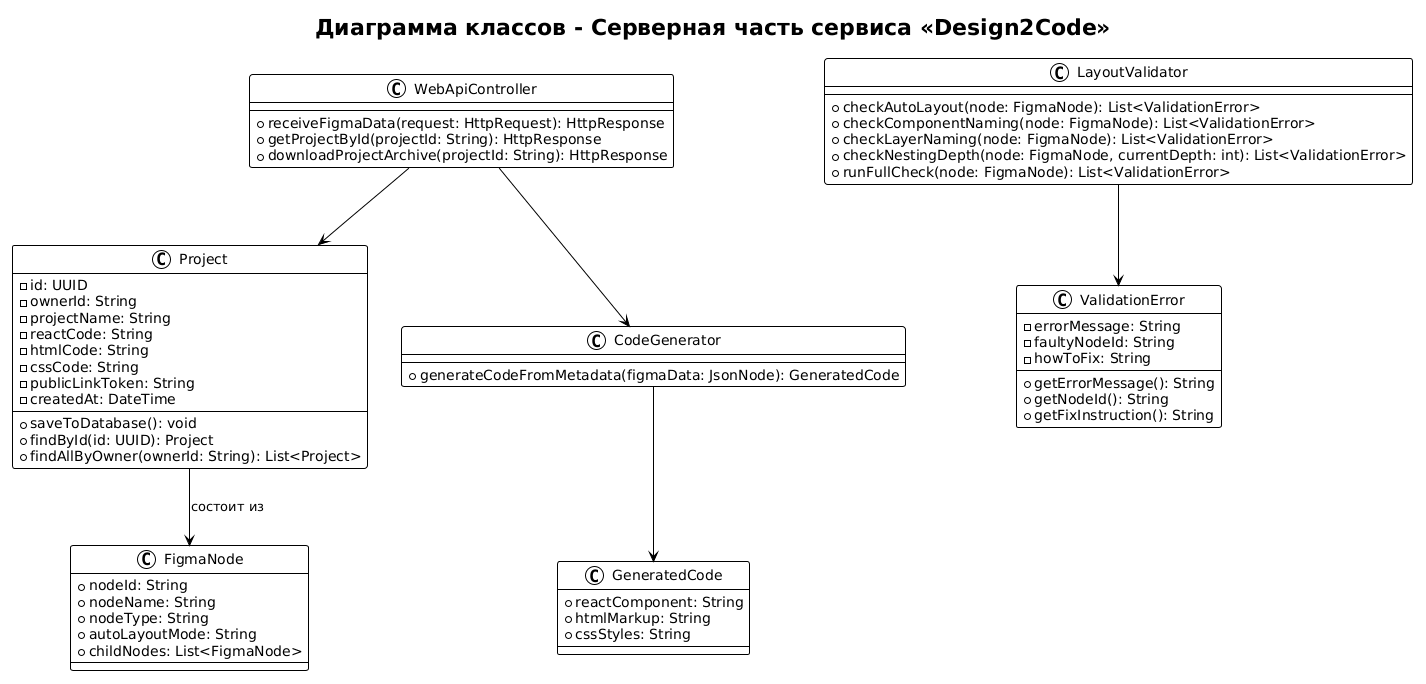 Диаграмма классов - Серверная часть сервиса «Design2Code»
C WebApiController
receiveFigmaData(request: HttpRequest): HttpResponse
getProjectById(projectId: String): HttpResponse
downloadProjectArchive(projectId: String): HttpResponse
C LayoutValidator
checkAutoLayout(node: FigmaNode): List<ValidationError>
checkComponentNaming(node: FigmaNode): List<ValidationError>
checkLayerNaming(node: FigmaNode): List<ValidationError>
checkNestingDepth(node: FigmaNode, currentDepth: int): List<ValidationError>
runFullCheck(node: FigmaNode): List<ValidationError>
C Project
id: UUID
ownerId: String
projectName: String
reactCode: String
htmlCode: String
cssCode: String
publicLinkToken: String
createdAt: DateTime
saveToDatabase(): void
findById(id: UUID): Project
findAllByOwner(ownerId: String): List<Project>
C CodeGenerator
generateCodeFromMetadata(figmaData: JsonNode): GeneratedCode
C ValidationError
errorMessage: String
faultyNodeId: String
howToFix: String
getErrorMessage(): String
getNodeId(): String
getFixInstruction(): String
состоит из
C FigmaNode
nodeId: String
nodeName: String
nodeType: String
autoLayoutMode: String
childNodes: List<FigmaNode>
C GeneratedCode
reactComponent: String
htmlMarkup: String
cssStyles: String